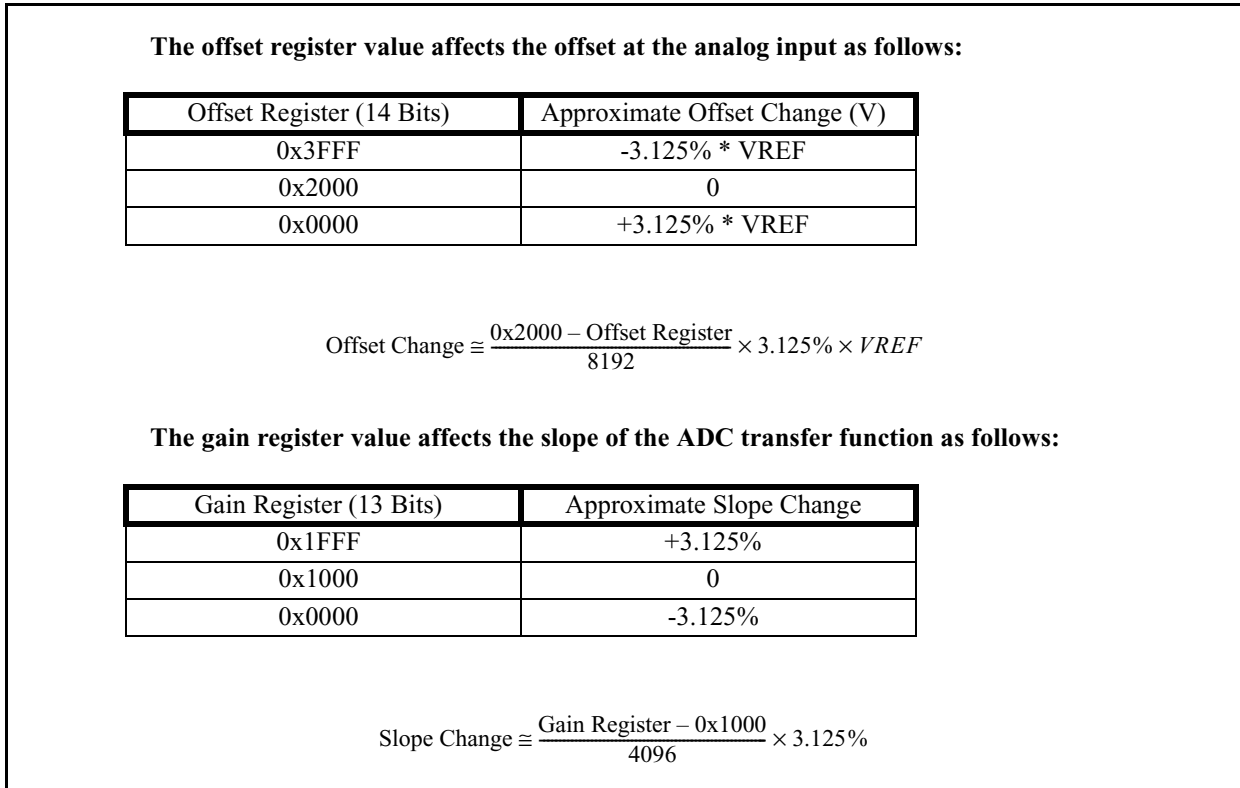 The offset register value affects the offset at the analog input as follows:
Offset Register (14 Bits) Approximate Offset Change (V)
0x3FFF -3.125% * VREF
0x2000 0
0x0000 +3.125% * VREF
Offset Change ≅ 0x2000 – Offset Register / 8192 × 3.125% × VREF
The gain register value affects the slope of the ADC transfer function as follows:
Gain Register (13 Bits) Approximate Slope Change
0x1FFF +3.125%
0x1000 0
0x0000 -3.125%
Slope Change ≅ Gain Register – 0x1000 / 4096 × 3.125%